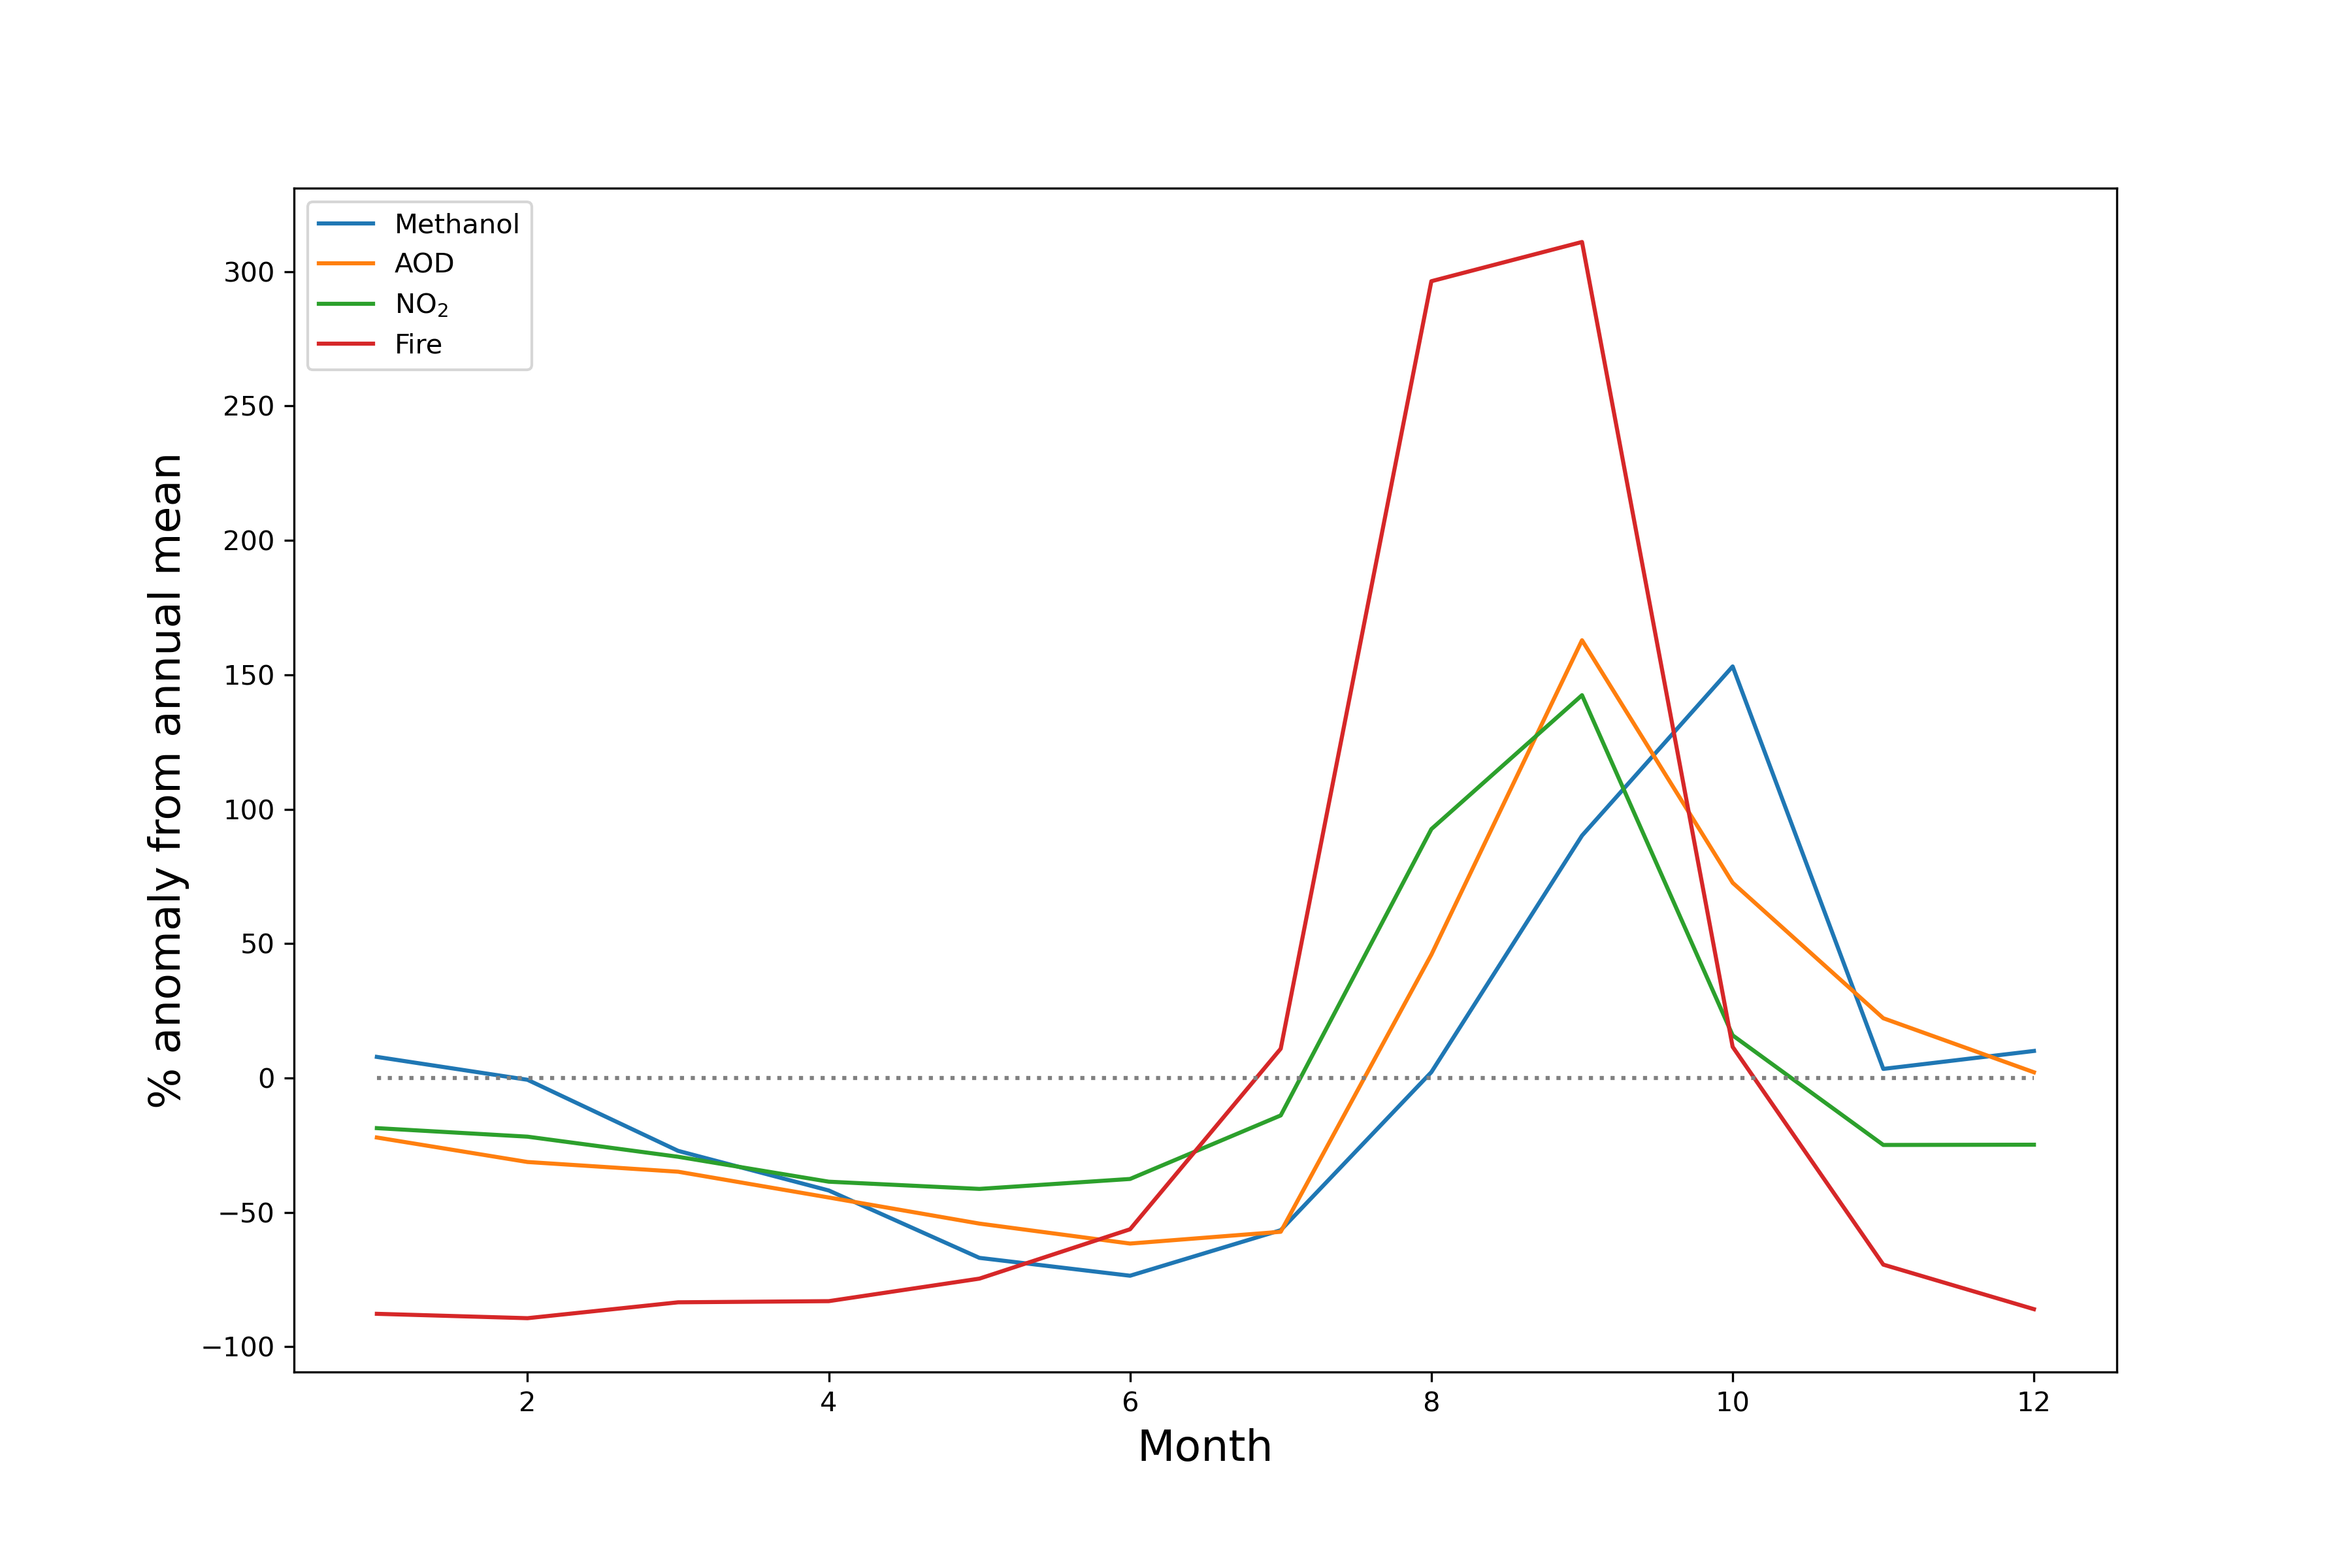 Methanol
AOD
NO₂
Fire
% anomaly from annual mean
300
250
200
150
100
50
0
−50
−100
2 4 6 8 10 12
Month